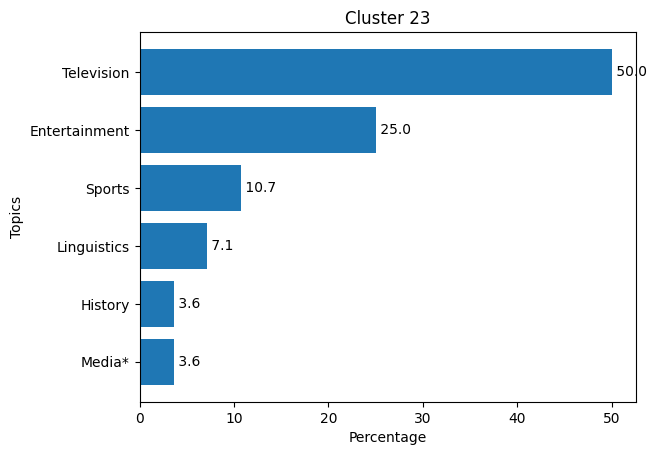 Cluster 23
Topics
Television 50.0
Entertainment 25.0
Sports 10.7
Linguistics 7.1
History 3.6
Media* 3.6
0 10 20 30 40 50
Percentage